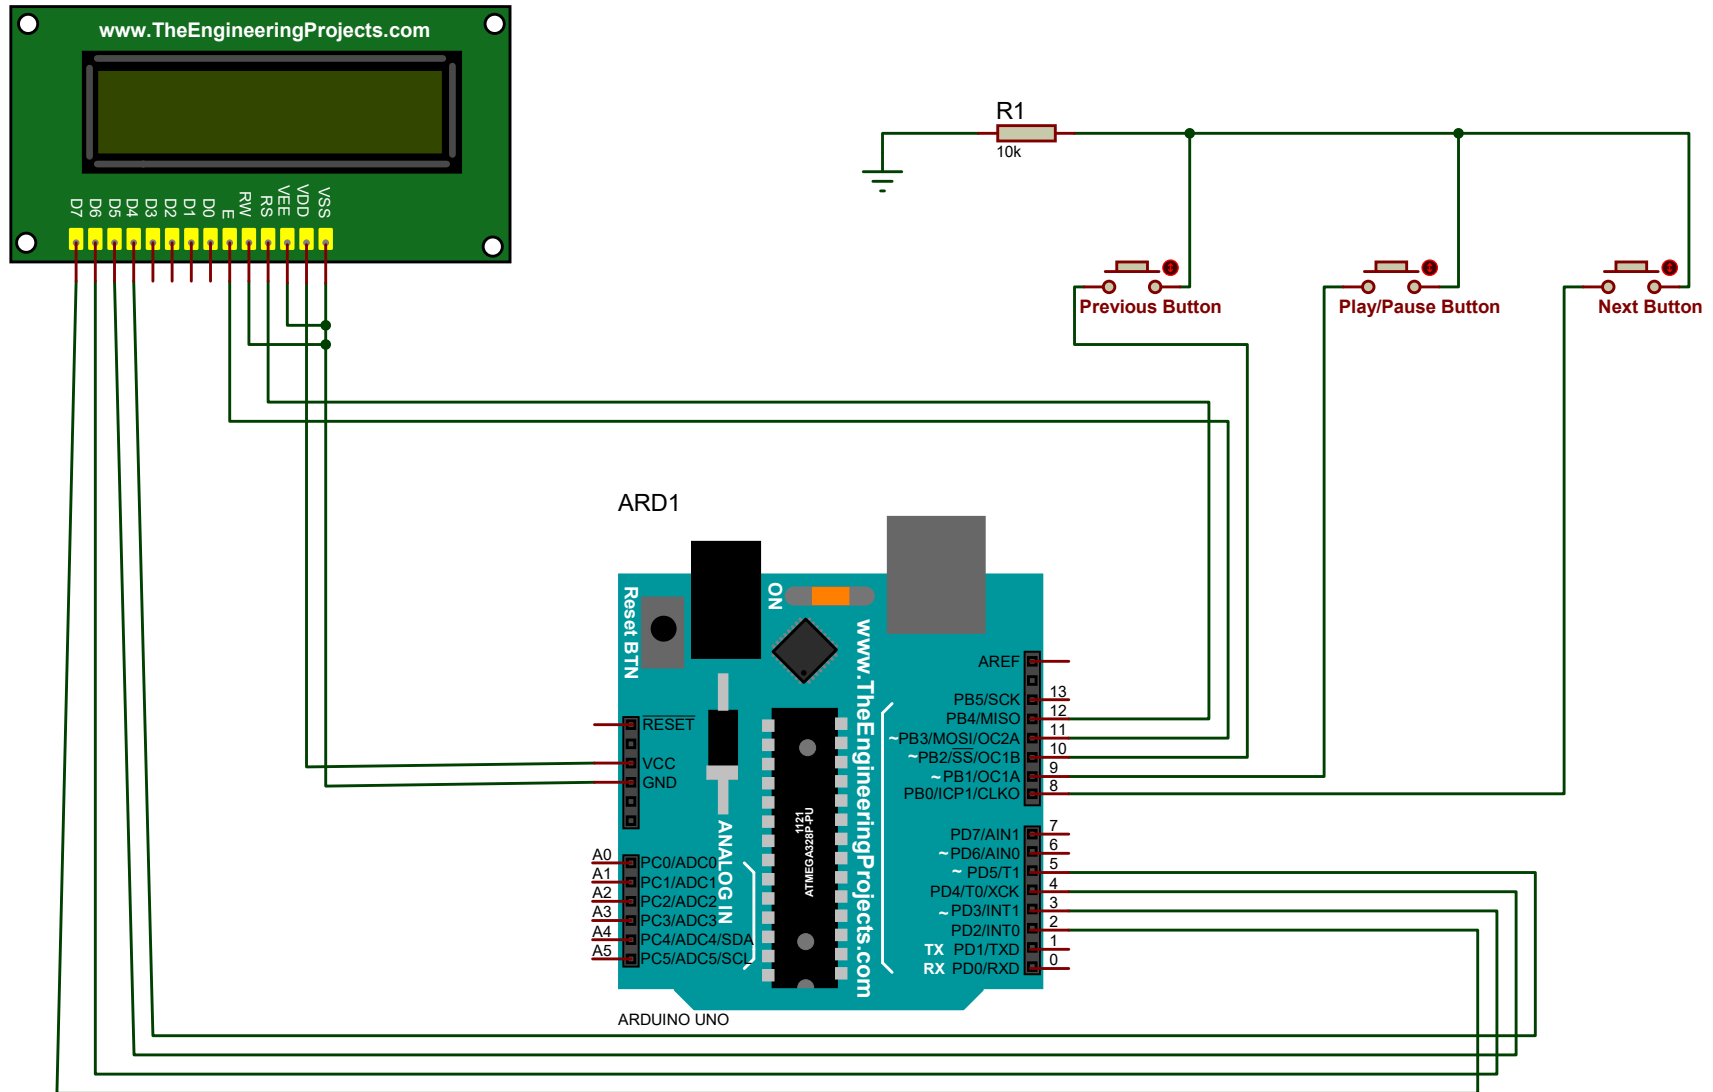 www.TheEngineeringProjects.com
D7
D6
D5
D4
D3
D2
D1
D0
E
RW
RS
VEE
VDD
VSS
R1
10k
Previous Button
Play/Pause Button
Next Button
ARD1
Reset BTN
ON
www.TheEngineeringProjects.com
RESET
VCC
GND
ANALOG IN
1121
ATMEGA328P-PU
A0 PC0/ADC0
A1 PC1/ADC1
A2 PC2/ADC2
A3 PC3/ADC3
A4 PC4/ADC4/SDA
A5 PC5/ADC5/SCL
AREF
PB5/SCK 13
PB4/MISO 12
~PB3/MOSI/OC2A 11
~PB2/SS/OC1B 10
~PB1/OC1A 9
PB0/ICP1/CLKO 8
PD7/AIN1 7
~PD6/AIN0 6
~PD5/T1 5
PD4/T0/XCK 4
~PD3/INT1 3
PD2/INT0 2
TX PD1/TXD 1
RX PD0/RXD 0
ARDUINO UNO